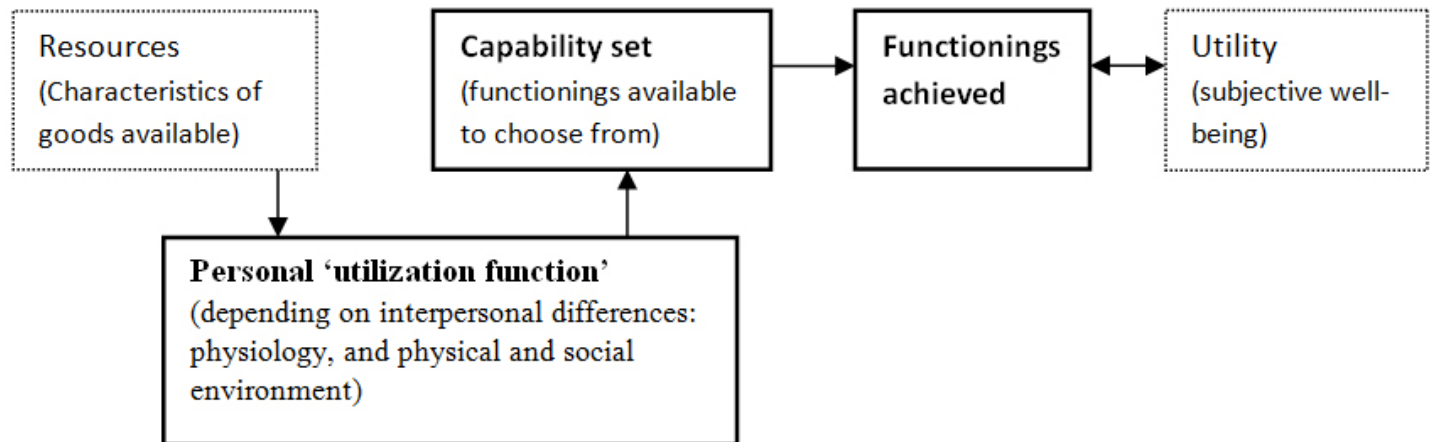 Resources
(Characteristics of
goods available)
Capability set
(functionings available
to choose from)
Functionings
achieved
Utility
(subjective well-
being)
Personal ‘utilization function’
(depending on interpersonal differences:
physiology, and physical and social
environment)